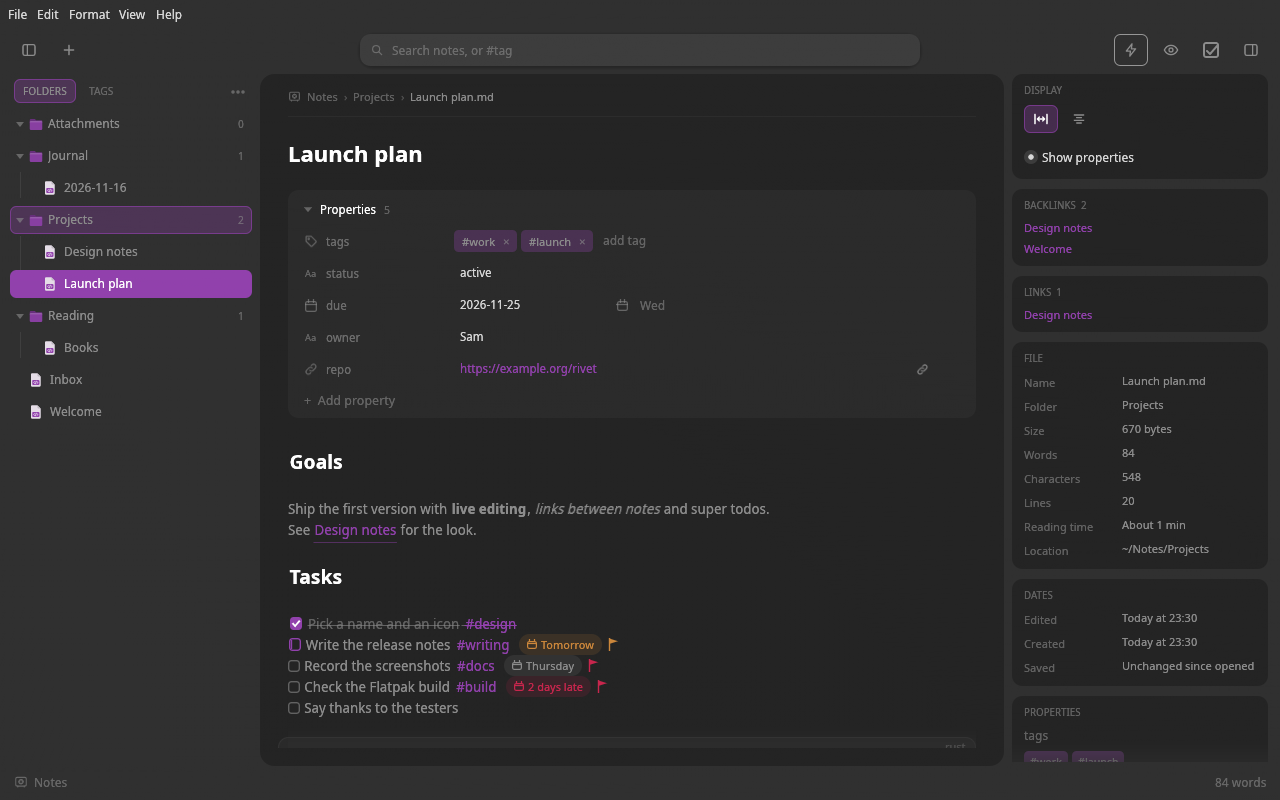 File Edit Format View Help
Search notes, or #tag
FOLDERS TAGS
Attachments 0
Journal 1
2026-11-16
Projects 2
Design notes
Launch plan
Reading 1
Books
Inbox
Welcome
Notes › Projects › Launch plan.md
Launch plan
Properties 5
tags #work × #launch × add tag
Aa status active
due 2026-11-25 Wed
Aa owner Sam
repo https://example.org/rivet
+ Add property
Goals
Ship the first version with live editing, links between notes and super todos.
See Design notes for the look.
Tasks
Pick a name and an icon #design
Write the release notes #writing Tomorrow
Record the screenshots #docs Thursday
Check the Flatpak build #build 2 days late
Say thanks to the testers
rust
DISPLAY
Show properties
BACKLINKS 2
Design notes
Welcome
LINKS 1
Design notes
FILE
Name Launch plan.md
Folder Projects
Size 670 bytes
Words 84
Characters 548
Lines 20
Reading time About 1 min
Location ~/Notes/Projects
DATES
Edited Today at 23:30
Created Today at 23:30
Saved Unchanged since opened
PROPERTIES
tags
#work #launch
Notes
84 words